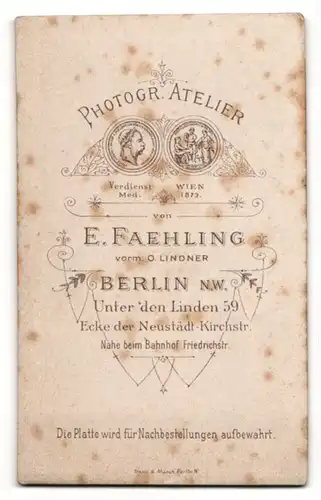 PHOTOGR. ATELIER
Verdienst WIEN
Med. 1873.
von
E. FAEHLING
vorm: O. LINDNER
BERLIN N.W.
Unter den Linden 59
Ecke der Neustädt-Kirchstr.
Nahe beim Bahnhof Friedrichstr.
Die Platte wird für Nachbestellungen aufbewahrt.